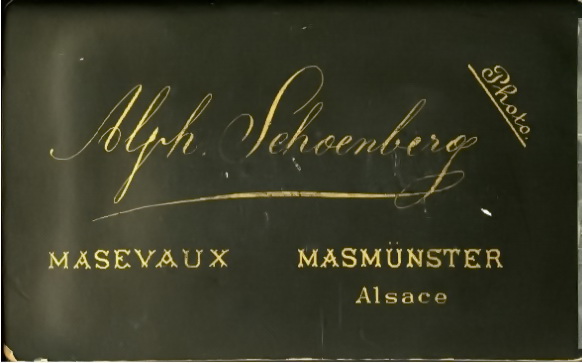 Photo.
Alph. Schoenberg
MASEVAUX MASMÜNSTER
Alsace